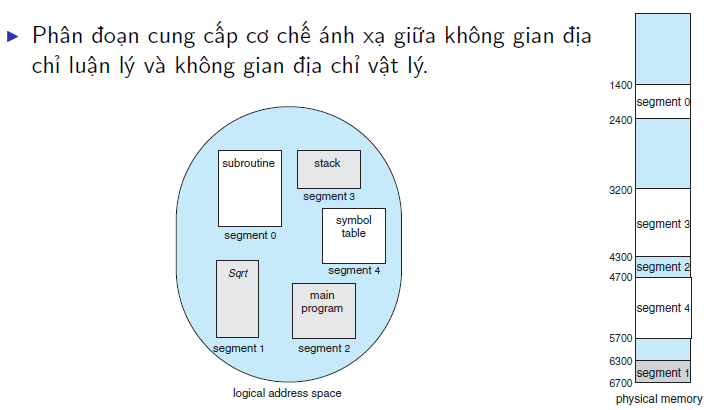 ▶ Phân đoạn cung cấp cơ chế ánh xạ giữa không gian địa
chỉ luận lý và không gian địa chỉ vật lý.
subroutine
segment 0
stack
segment 3
symbol
table
segment 4
Sqrt
segment 1
main
program
segment 2
logical address space
1400
segment 0
2400
3200
segment 3
4300
segment 2
4700
segment 4
5700
6300
segment 1
6700
physical memory